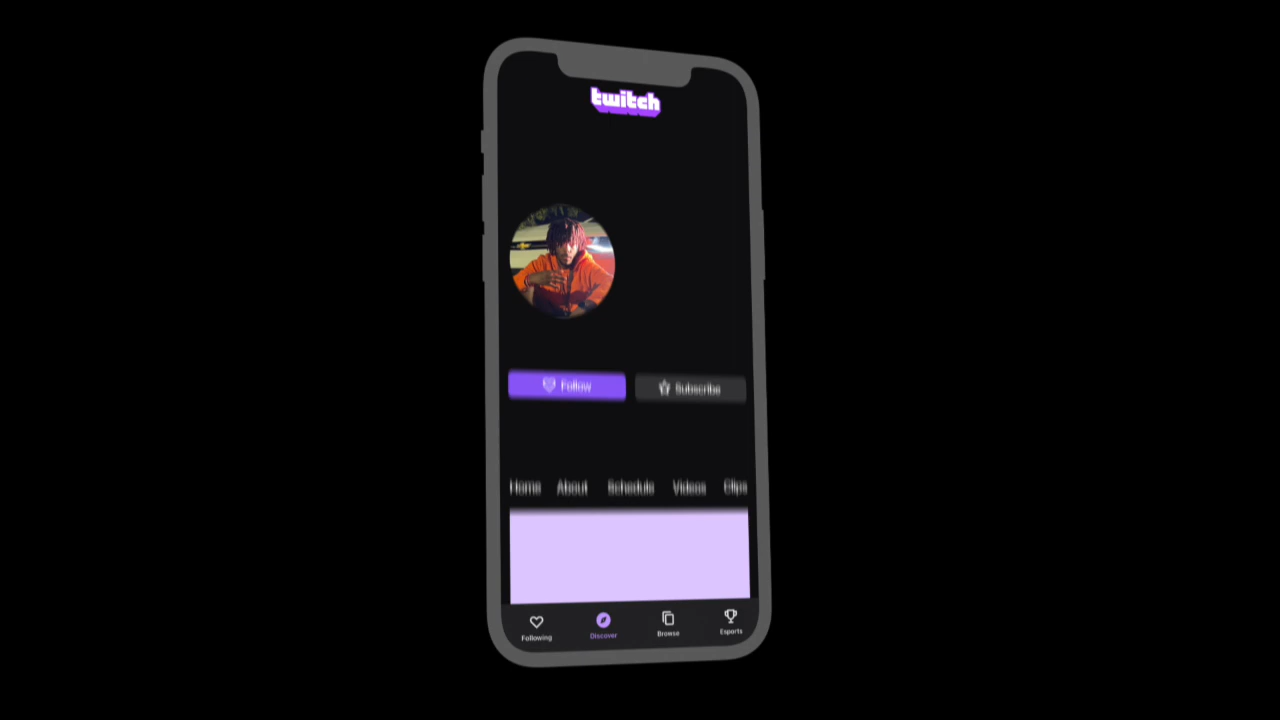 twitch
Follow Subscribe
Home About Schedule Videos Clips
Following Discover Browse Esports